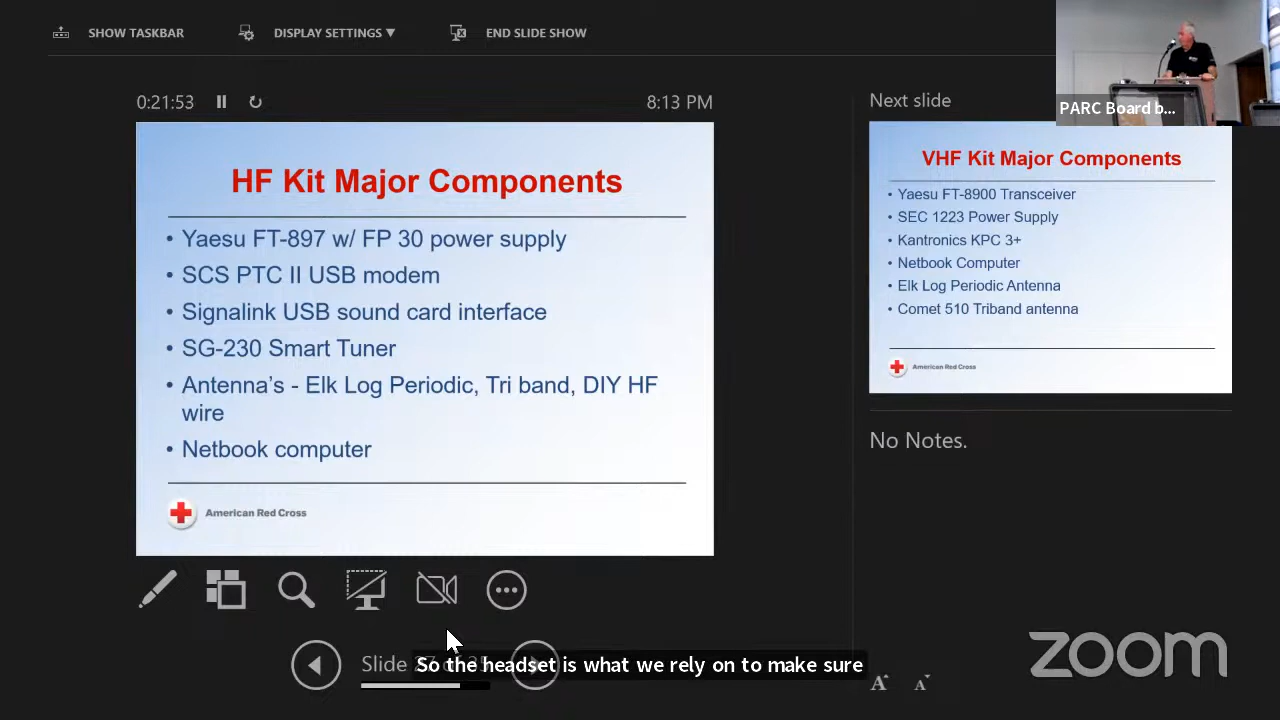 SHOW TASKBAR
DISPLAY SETTINGS ▼
END SLIDE SHOW
PARC Board b...
0:21:53
8:13 PM
HF Kit Major Components
• Yaesu FT-897 w/ FP 30 power supply
• SCS PTC II USB modem
• Signalink USB sound card interface
• SG-230 Smart Tuner
• Antenna’s - Elk Log Periodic, Tri band, DIY HF
wire
• Netbook computer
American Red Cross
Next slide
VHF Kit Major Components
• Yaesu FT-8900 Transceiver
• SEC 1223 Power Supply
• Kantronics KPC 3+
• Netbook Computer
• Elk Log Periodic Antenna
• Comet 510 Triband antenna
American Red Cross
No Notes.
Slide
So the headset is what we rely on to make sure
A A
zoom